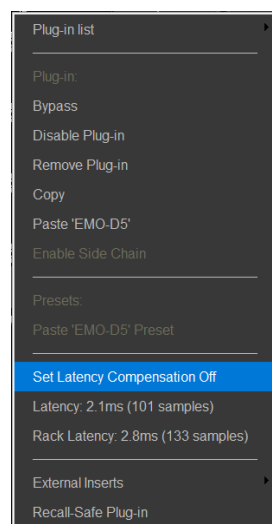 Plug-in list
Plug-in:
Bypass
Disable Plug-in
Remove Plug-in
Copy
Paste 'EMO-D5'
Enable Side Chain
Presets:
Paste 'EMO-D5' Preset
Set Latency Compensation Off
Latency: 2.1ms (101 samples)
Rack Latency: 2.8ms (133 samples)
External Inserts
Recall-Safe Plug-in